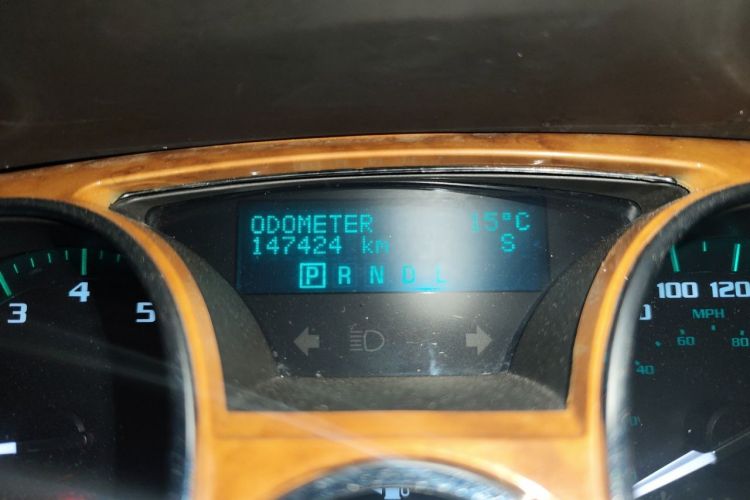 ODOMETER 15°C
147424 km S
P R N D L
3 4 5
100 120
MPH
60 80
40